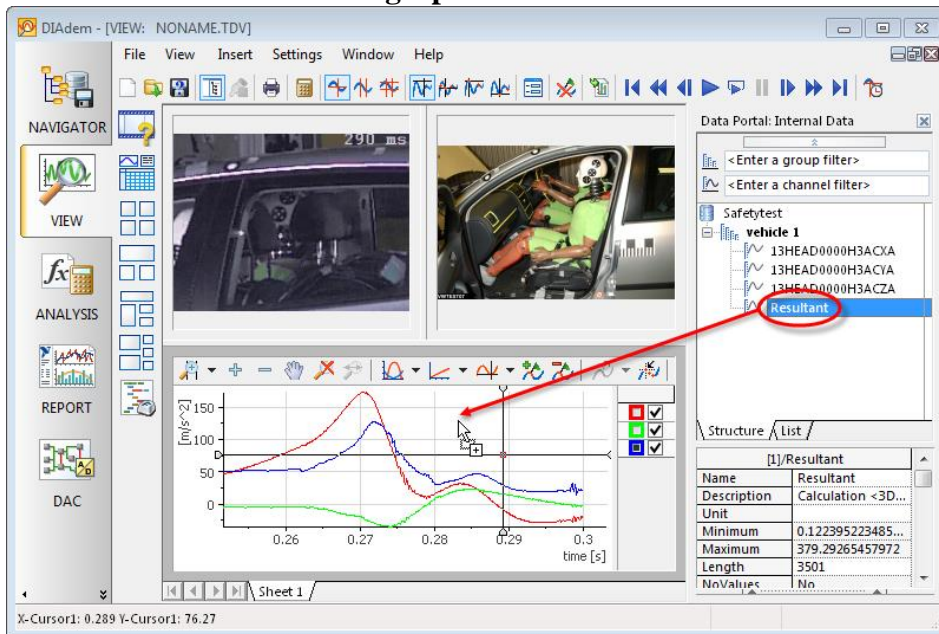 DIAdem - [VIEW: NONAME.TDV]
File View Insert Settings Window Help
NAVIGATOR
VIEW
ANALYSIS
REPORT
DAC
290 ms
Data Portal: Internal Data
<Enter a group filter>
<Enter a channel filter>
Safetytest
vehicle 1
13HEAD0000H3ACXA
13HEAD0000H3ACYA
13HEAD0000H3ACZA
Resultant
Structure List
[1]/Resultant
Name Resultant
Description Calculation <3D...
Unit
Minimum 0.122395223485...
Maximum 379.29265457972
Length 3501
NoValues No
[m/s^2]
150
100
50
0
0.26 0.27 0.28 0.29 0.3
time [s]
Sheet 1
X-Cursor1: 0.289 Y-Cursor1: 76.27